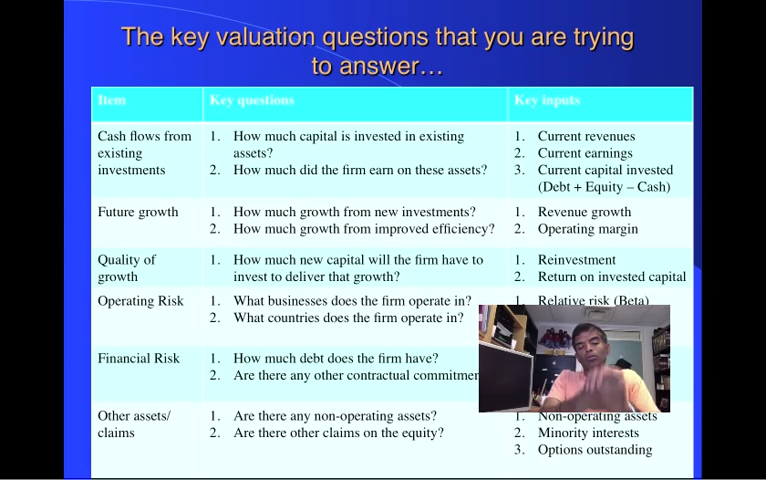 The key valuation questions that you are trying
to answer…
Item
Key questions
Key inputs
Cash flows from
existing
investments
1. How much capital is invested in existing
assets?
2. How much did the firm earn on these assets?
1. Current revenues
2. Current earnings
3. Current capital invested
(Debt + Equity – Cash)
Future growth
1. How much growth from new investments?
2. How much growth from improved efficiency?
1. Revenue growth
2. Operating margin
Quality of
growth
1. How much new capital will the firm have to
invest to deliver that growth?
1. Reinvestment
2. Return on invested capital
Operating Risk
1. What businesses does the firm operate in?
2. What countries does the firm operate in?
1. Relative risk (Beta)
Financial Risk
1. How much debt does the firm have?
2. Are there any other contractual
Other assets/
claims
1. Are there any non-operating assets?
2. Are there other claims on the equity?
1. Non-operating assets
2. Minority interests
3. Options outstanding